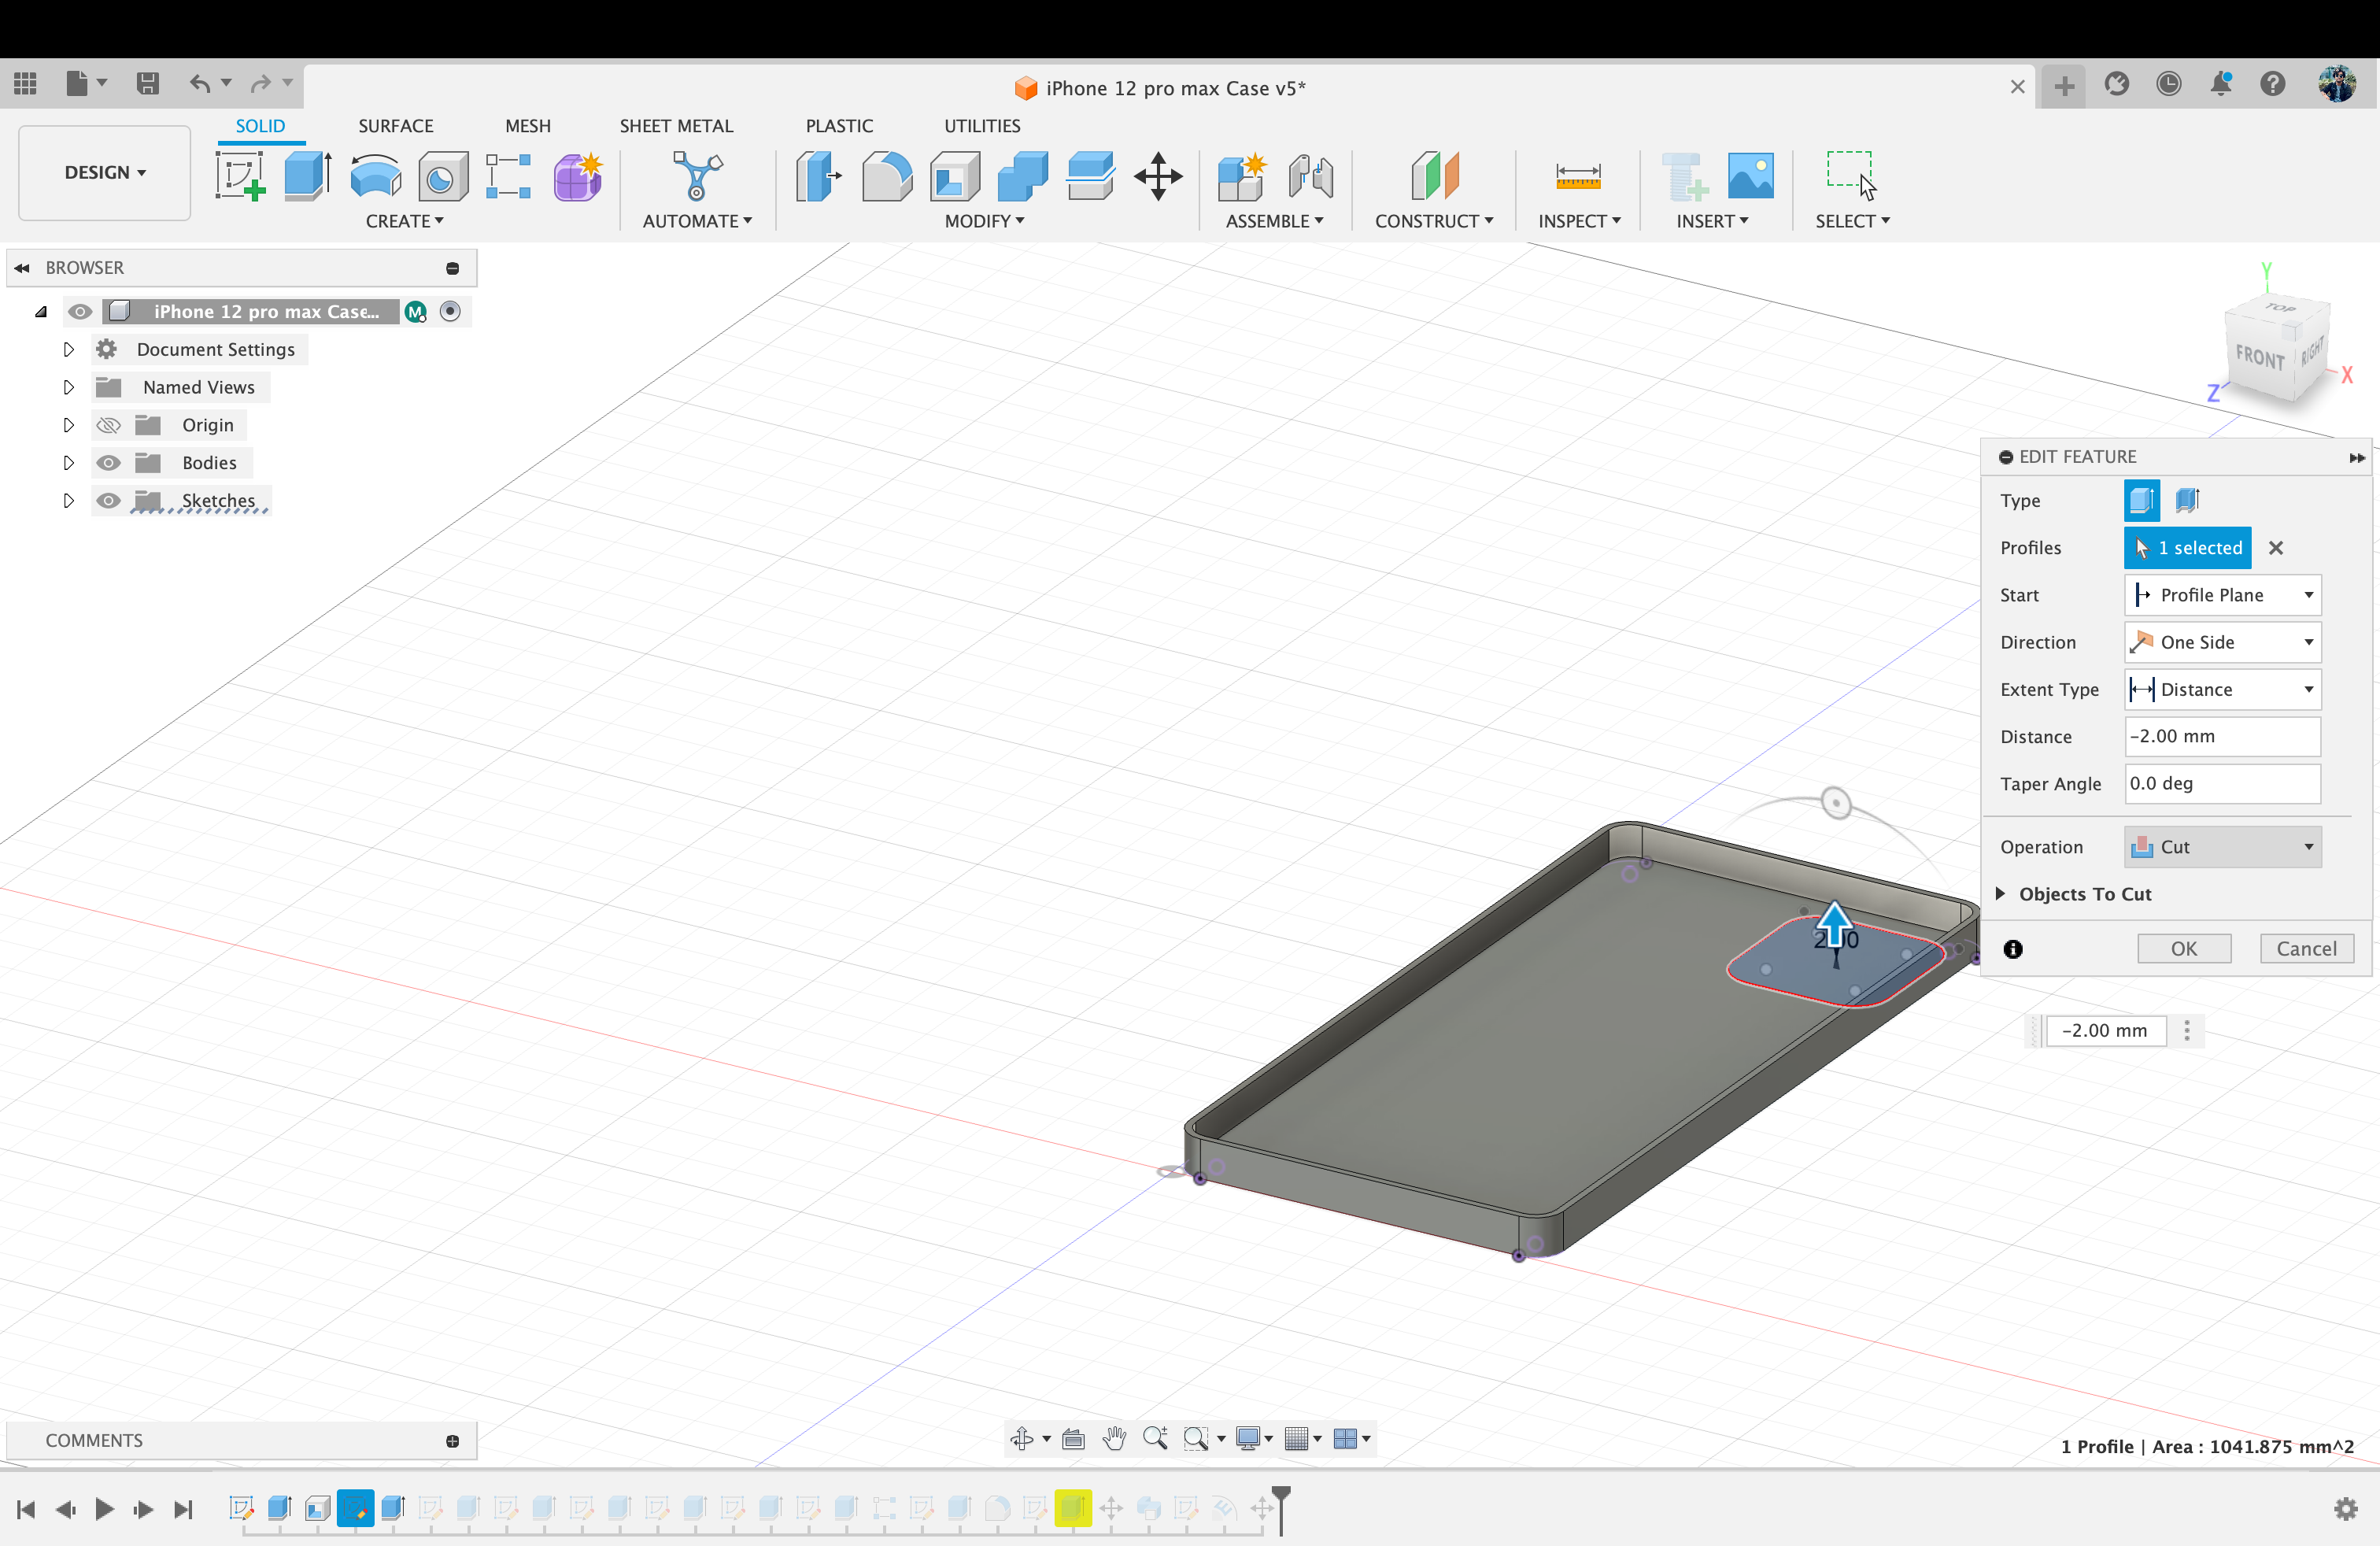 iPhone 12 pro max Case v5*
DESIGN
SOLID
SURFACE
MESH
SHEET METAL
PLASTIC
UTILITIES
CREATE
AUTOMATE
MODIFY
ASSEMBLE
CONSTRUCT
INSPECT
INSERT
SELECT
BROWSER
iPhone 12 pro max Case...
M
Document Settings
Named Views
Origin
Bodies
Sketches
Y
TOP
FRONT
RIGHT
Z
X
EDIT FEATURE
Type
Profiles
1 selected
Start
Profile Plane
Direction
One Side
Extent Type
Distance
Distance
-2.00 mm
Taper Angle
0.0 deg
Operation
Cut
Objects To Cut
OK
Cancel
-2.00 mm
COMMENTS
1 Profile | Area : 1041.875 mm^2